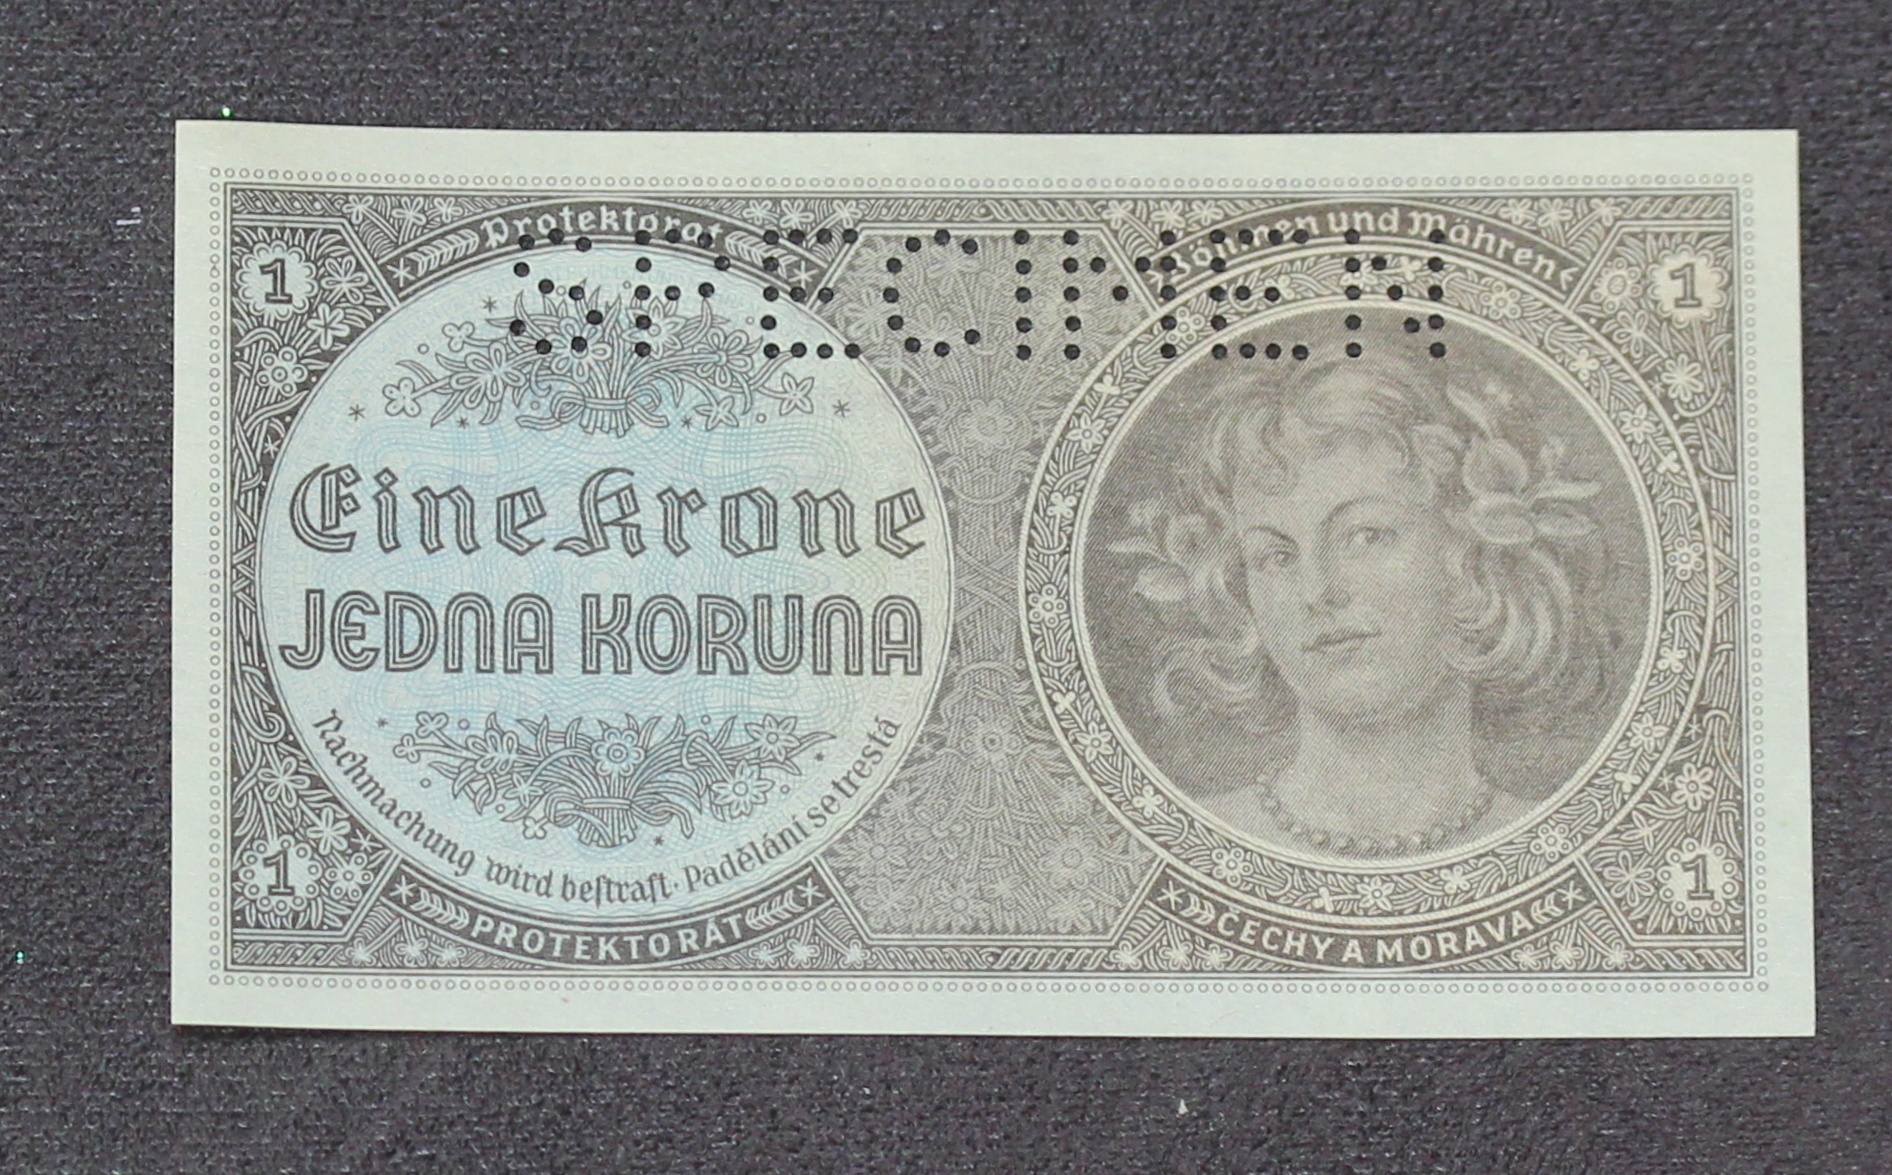 Protektorat
Böhmen und Mähren
SPECIMEN
1
1
Eine Krone
JEDNA KORUNA
Nachmachung wird bestraft · Padělání se trestá
1
1
PROTEKTORÁT
ČECHY A MORAVA